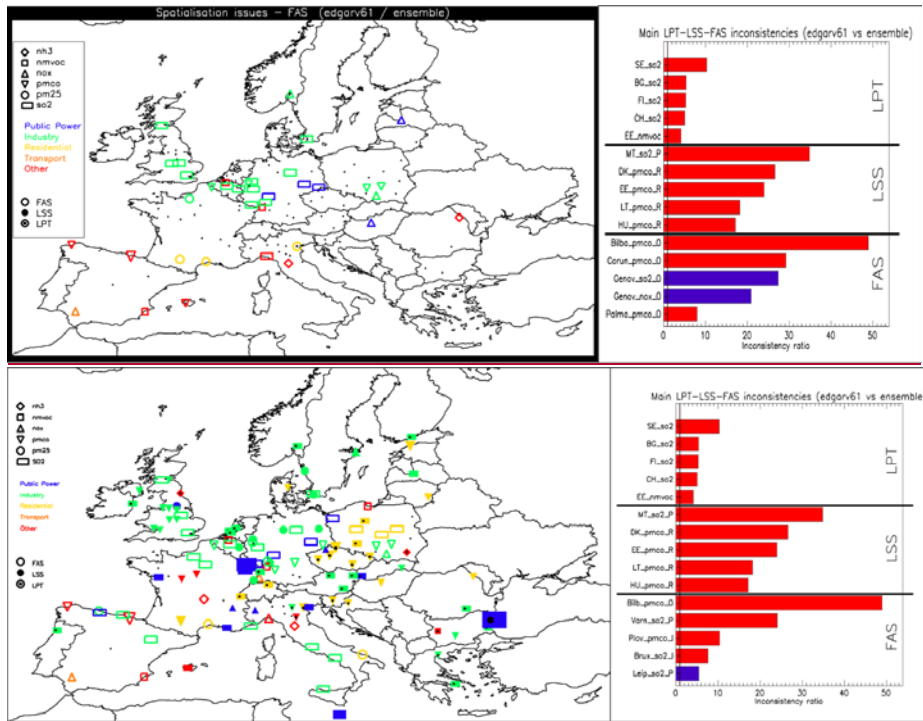 Spatialisation issues - FAS (edgarv61 / ensemble)
nh3
nmvoc
nox
pmco
pm25
so2
Public Power
Industry
Residential
Transport
Other
FAS
LSS
LPT
Main LPT-LSS-FAS inconsistencies (edgarv61 vs ensemble)
SE_so2
BG_so2
FI_so2
CH_so2
EE_nmvoc
LPT
MT_so2_P
DK_pmco_R
EE_pmco_R
LT_pmco_R
HU_pmco_R
LSS
Bilba_pmco_O
Corun_pmco_O
Genov_so2_O
Genov_nox_O
Palma_pmco_O
FAS
0 10 20 30 40 50
Inconsistency ratio
nh3
nmvoc
nox
pmco
pm25
SO2
Public Power
Industry
Residential
Transport
Other
FAS
LSS
LPT
Main LPT-LSS-FAS inconsistencies (edgarv61 vs ensemble
SE_so2
BG_so2
FI_so2
CH_so2
EE_nmvoc
LPT
MT_so2_P
DK_pmco_R
EE_pmco_R
LT_pmco_R
HU_pmco_R
LSS
Bilb_pmco_O
Varn_so2_P
Plov_pmco_I
Brux_so2_I
Leip_so2_P
FAS
0 10 20 30 40 50
Inconsistency ratio